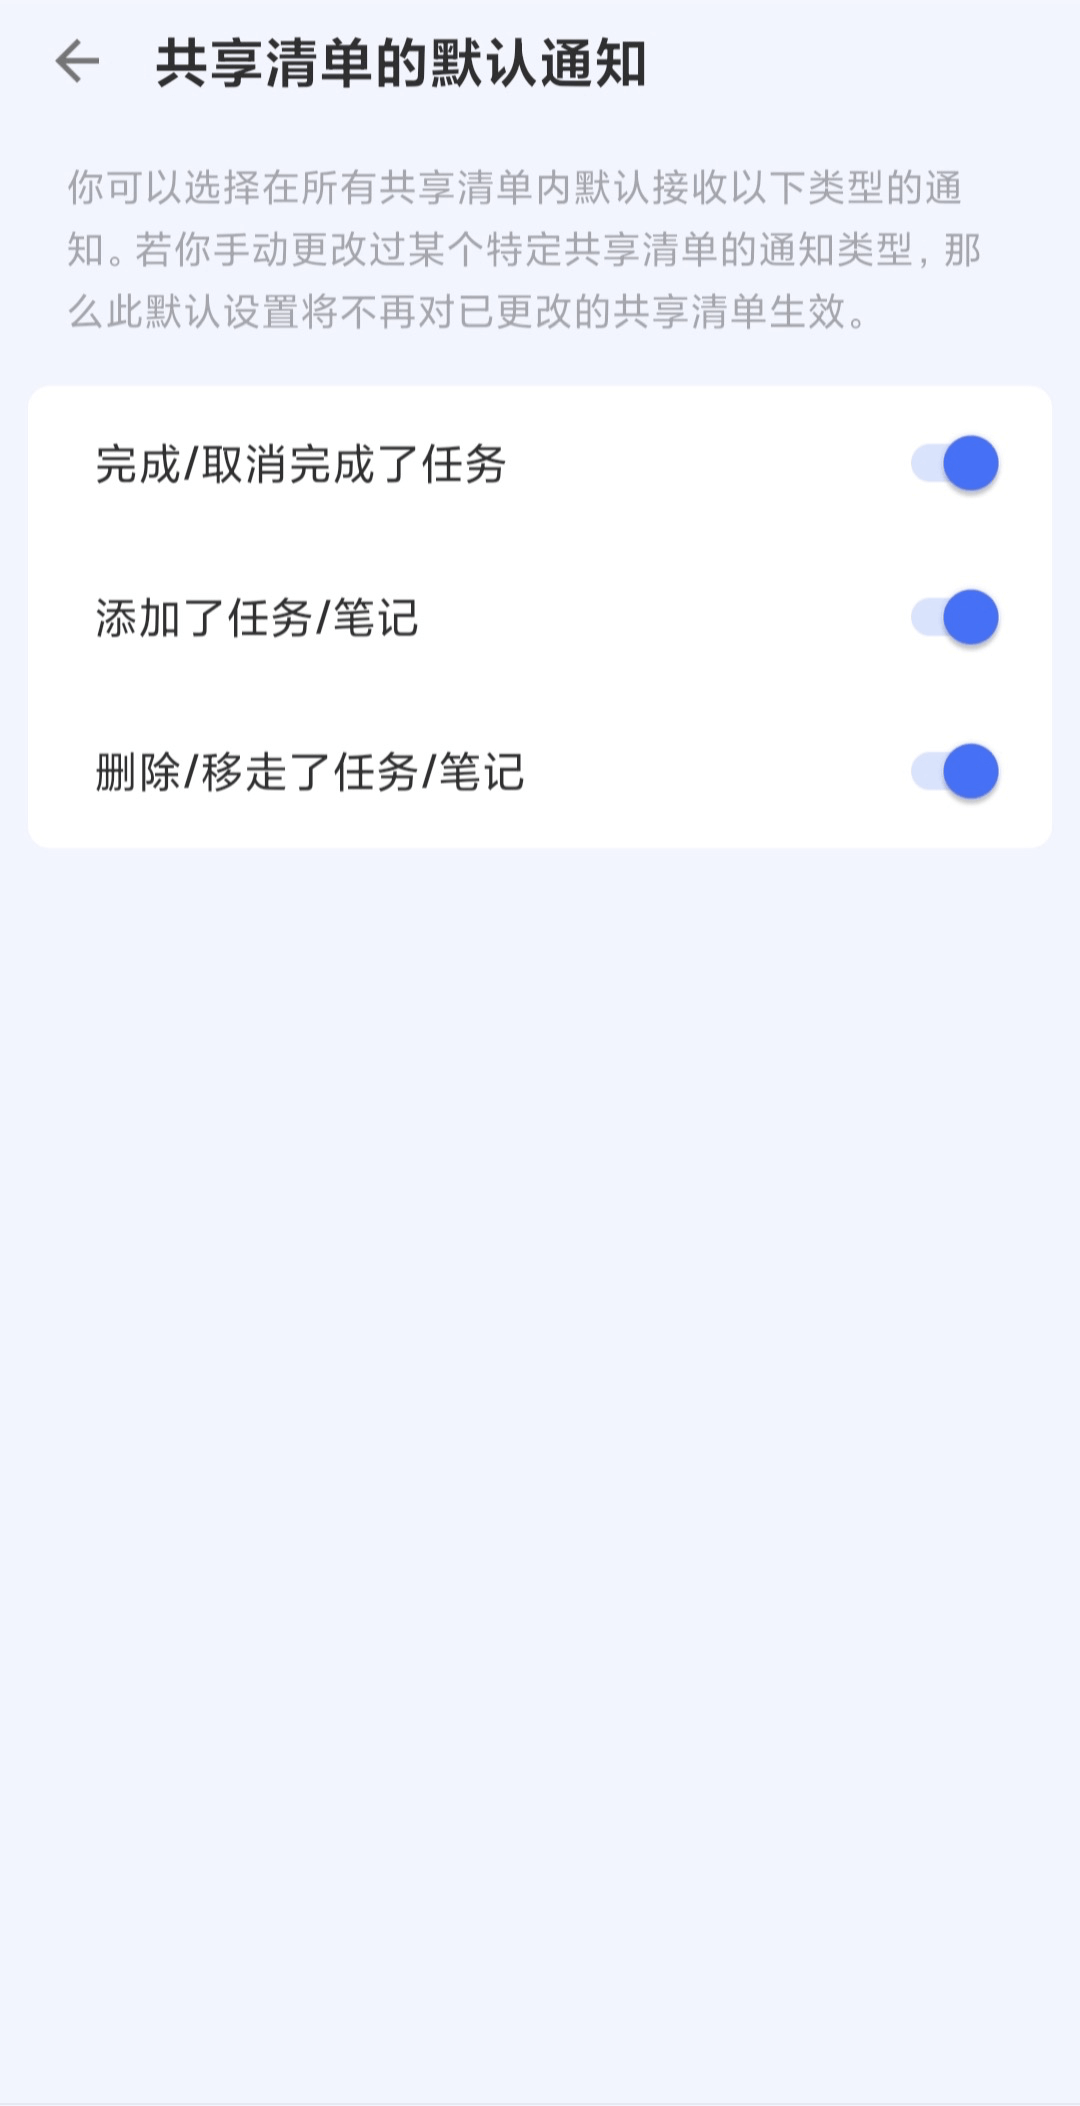 共享清单的默认通知
你可以选择在所有共享清单内默认接收以下类型的通
知。若你手动更改过某个特定共享清单的通知类型，那
么此默认设置将不再对已更改的共享清单生效。
完成/取消完成了任务
添加了任务/笔记
删除/移走了任务/笔记